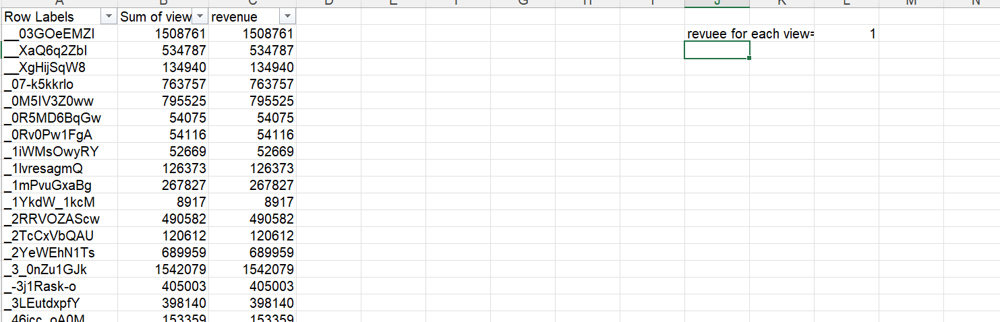 A B C D E F G H I J K L M N
Row Labels Sum of view revenue
__03GOeEMZI 1508761 1508761 revuee for each view= 1
__XaQ6q2ZbI 534787 534787
__XgHijSqW8 134940 134940
_07-k5kkrlo 763757 763757
_0M5IV3Z0ww 795525 795525
_0R5MD6BqGw 54075 54075
_0Rv0Pw1FgA 54116 54116
_1iWMsOwyRY 52669 52669
_1lvresagmQ 126373 126373
_1mPvuGxaBg 267827 267827
_1YkdW_1kcM 8917 8917
_2RRVOZAScw 490582 490582
_2TcCxVbQAU 120612 120612
_2YeWEhN1Ts 689959 689959
_3_0nZu1GJk 1542079 1542079
_-3j1Rask-o 405003 405003
_3LEutdxpfY 398140 398140
153359 153359